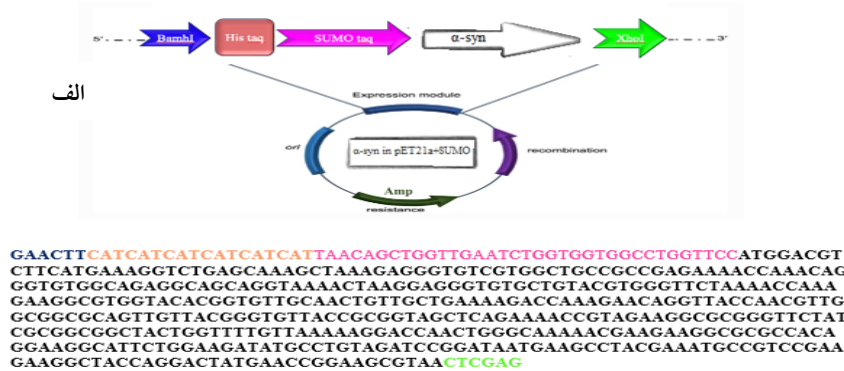 5' BamhI His taq SUMO taq α-syn XhoI 3'
الف
Expression module
ori
α-syn in pET21a+SUMO
recombination
Amp
resistance
GAACTTCATCATCATCATCATCATTAACAGCTGGTTGAATCTGGTGGTGGCCTGGTTCCATGGACGT
CTTCATGAAAGGTCTGAGCAAAGCTAAAGAGGGTGTCGTGGCTGCCGCCGAGAAAACCAAACAG
GGTGTGGCAGAGGCAGCAGGTAAAACTAAGGAGGGTGTGCTGTACGTGGGTTCTAAAACCAAA
GAAGGCGTGGTACACGGTGTTGCAACTGTTGCTGAAAAGACCAAAGAACAGGTTACCAACGTTG
GCGGCGCAGTTGTTACGGGTGTTACCGCGGTAGCTCAGAAAACCGTAGAAGGCGCGGGTTCTAT
CGCGGCGGCTACTGGTTTTGTTAAAAAGGACCAACTGGGCAAAAACGAAGAAGGCGCGCCACA
GGAAGGCATTCTGGAAGATATGCCTGTAGATCCGGATAATGAAGCCTACGAAATGCCGTCCGAA
GAAGGCTACCAGGACTATGAACCGGAAGCGTAACTCGAG